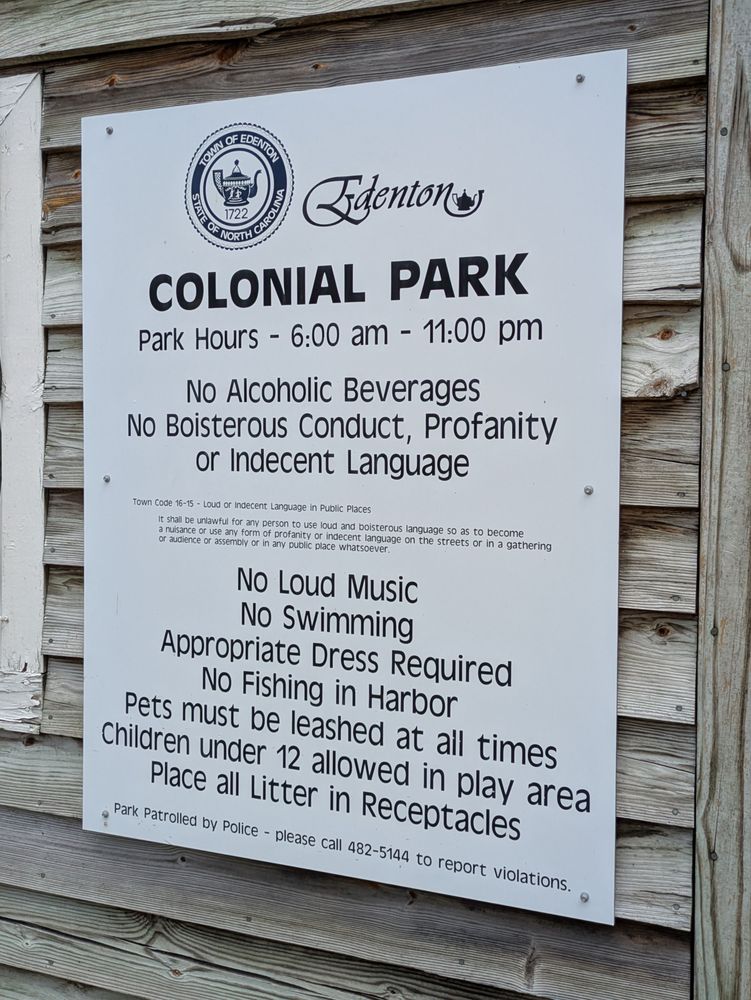 TOWN OF EDENTON
1722
STATE OF NORTH CAROLINA
Edenton
COLONIAL PARK
Park Hours - 6:00 am - 11:00 pm
No Alcoholic Beverages
No Boisterous Conduct, Profanity
or Indecent Language
Town Code 16-15 - Loud or Indecent Language in Public Places
It shall be unlawful for any person to use loud and boisterous language so as to become
a nuisance or use any form of profanity or indecent language on the streets or in a gathering
or audience or assembly or in any public place whatsoever.
No Loud Music
No Swimming
Appropriate Dress Required
No Fishing in Harbor
Pets must be leashed at all times
Children under 12 allowed in play area
Place all Litter in Receptacles
Park Patrolled by Police - please call 482-5144 to report violations.